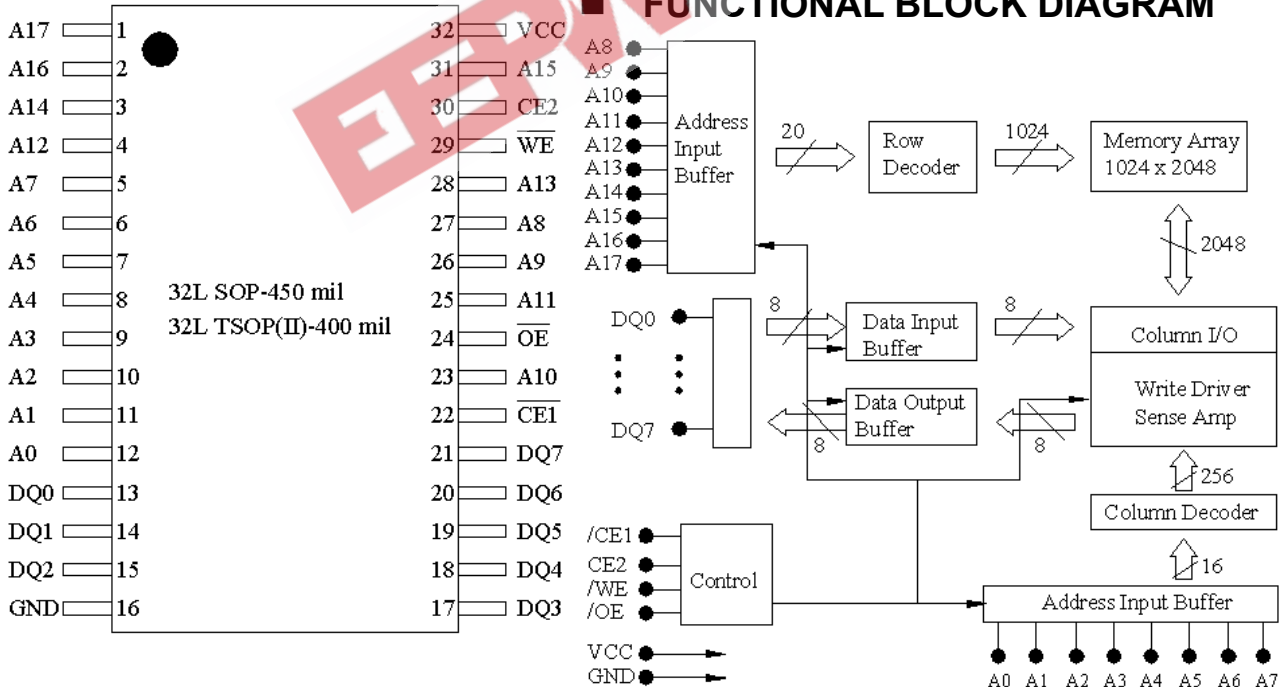 FUNCTIONAL BLOCK DIAGRAM
A17 1
A16 2
A14 3
A12 4
A7 5
A6 6
A5 7
A4 8
A3 9
A2 10
A1 11
A0 12
DQ0 13
DQ1 14
DQ2 15
GND 16
32L SOP-450 mil
32L TSOP(II)-400 mil
32 VCC
31 A15
30 CE2
29 WE
28 A13
27 A8
26 A9
25 A11
24 OE
23 A10
22 CE1
21 DQ7
20 DQ6
19 DQ5
18 DQ4
17 DQ3
A8
A9
A10
A11
A12
A13
A14
A15
A16
A17
Address
Input
Buffer
20
Row
Decoder
1024
Memory Array
1024 x 2048
2048
DQ0
DQ7
8
Data Input
Buffer
8
Column I/O
Write Driver
Sense Amp
8
Data Output
Buffer
8
256
Column Decoder
16
Address Input Buffer
A0 A1 A2 A3 A4 A5 A6 A7
/CE1
CE2
/WE
/OE
Control
VCC
GND